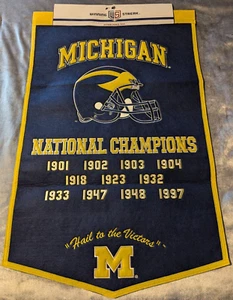 MICHIGAN
NATIONAL CHAMPIONS
1901 1902 1903 1904
1918 1923 1932
1933 1947 1948 1997
"Hail to the Victors"
M